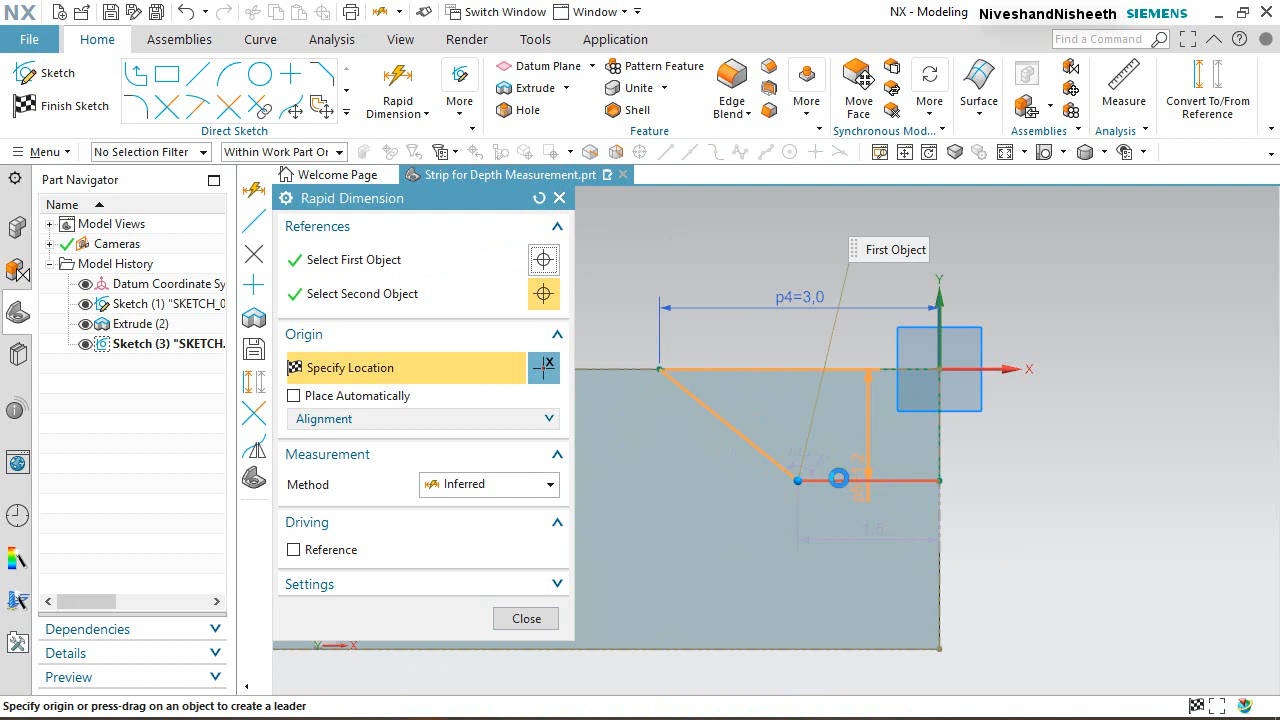 NX
Switch Window
Window
NX - Modeling
NiveshandNisheeth
SIEMENS
File
Home
Assemblies
Curve
Analysis
View
Render
Tools
Application
Find a Command
Sketch
Finish Sketch
Direct Sketch
Rapid
Dimension
More
Datum Plane
Extrude
Hole
Pattern Feature
Unite
Shell
Edge
Blend
More
Feature
Move
Face
More
Synchronous Mod...
Surface
Assemblies
Measure
Analysis
Convert To/From
Reference
Menu
No Selection Filter
Within Work Part Or
Part Navigator
Name
Model Views
Cameras
Model History
Datum Coordinate Sy
Sketch (1) "SKETCH_0
Extrude (2)
Sketch (3) "SKETCH.
Dependencies
Details
Preview
Welcome Page
Strip for Depth Measurement.prt
Rapid Dimension
References
Select First Object
Select Second Object
Origin
Specify Location
Place Automatically
Alignment
Measurement
Method
Inferred
Driving
Reference
Settings
Close
First Object
p4=3,0
Y
X
1.5
Y
X
Specify origin or press-drag on an object to create a leader